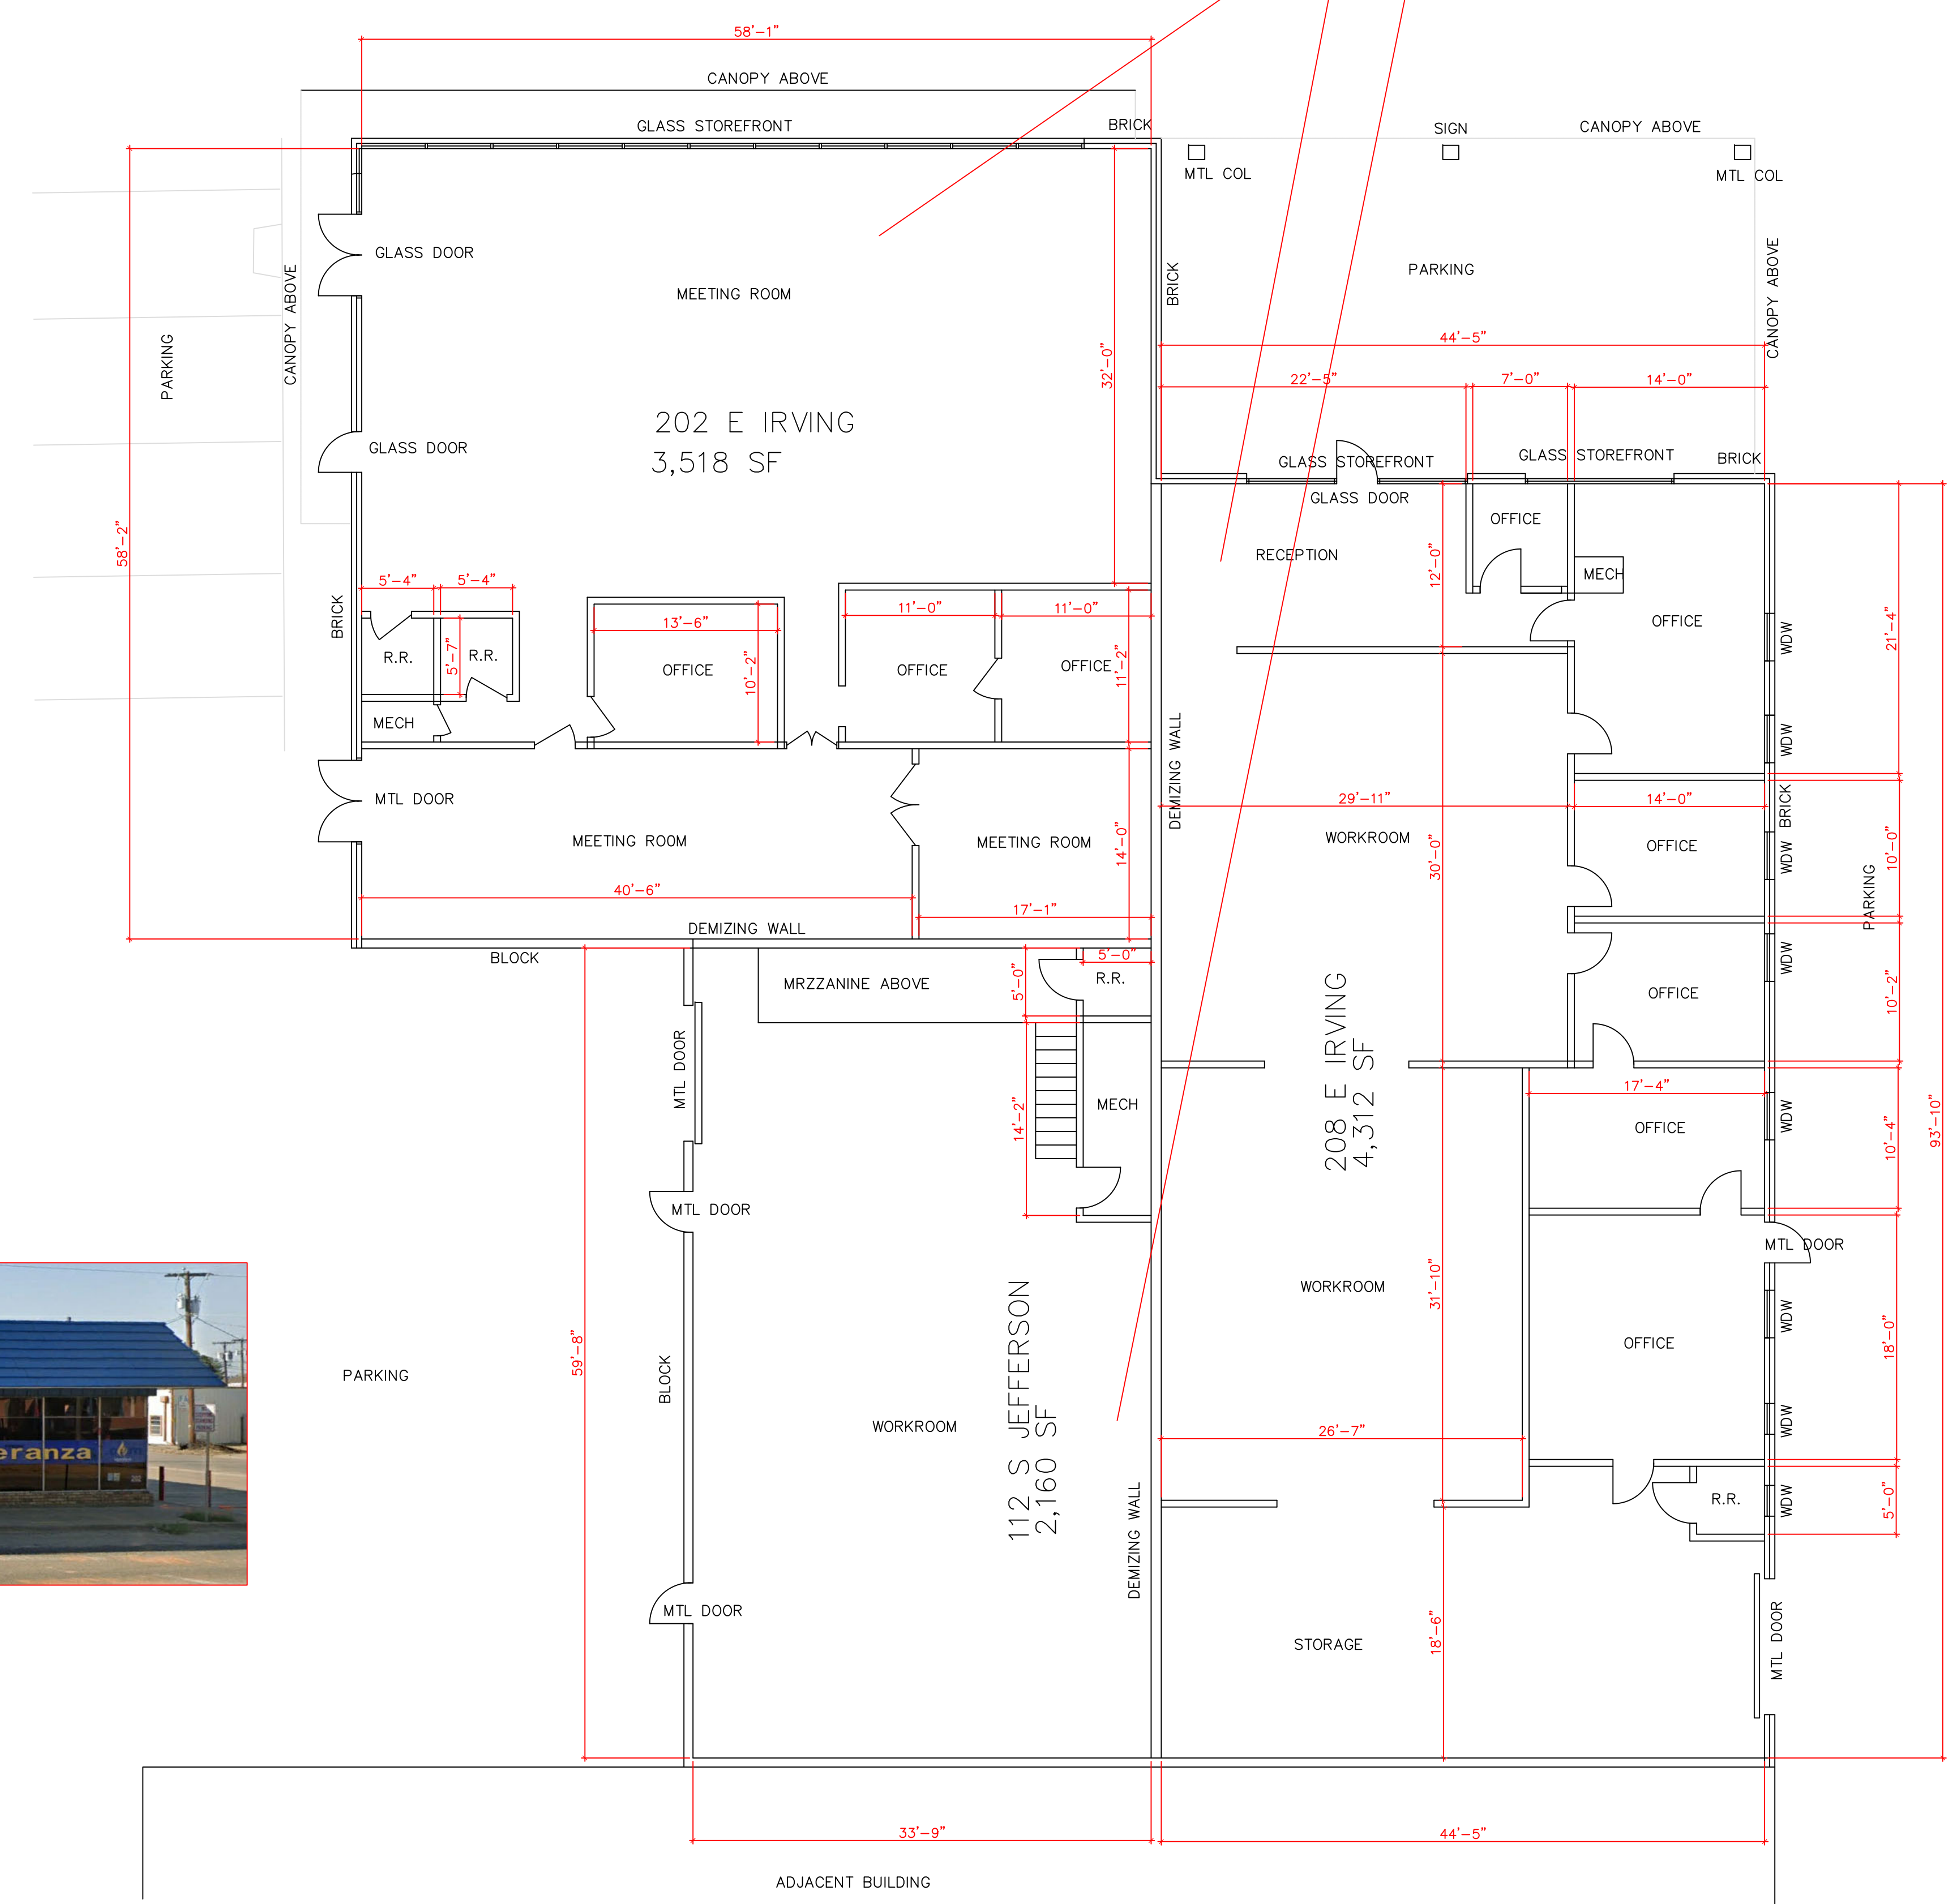 58'-1"
CANOPY ABOVE
GLASS STOREFRONT
BRICK
SIGN
CANOPY ABOVE
MTL COL
MTL COL
GLASS DOOR
CANOPY ABOVE
PARKING
MEETING ROOM
BRICK
PARKING
CANOPY ABOVE
32'-0"
44'-5"
22'-5"
7'-0"
14'-0"
202 E IRVING
3,518 SF
GLASS DOOR
GLASS STOREFRONT
GLASS STOREFRONT
BRICK
GLASS DOOR
58'-2"
OFFICE
RECEPTION
12'-0"
MECH
5'-4"
5'-4"
BRICK
13'-6"
11'-0"
11'-0"
OFFICE
21'-4"
WDW
R.R.
5'-7"
R.R.
OFFICE
10'-2"
OFFICE
OFFICE
11'-2"
MECH
DEMIZING WALL
WDW
MTL DOOR
29'-11"
14'-0"
BRICK
MEETING ROOM
MEETING ROOM
14'-0"
WORKROOM
30'-0"
OFFICE
WDW
10'-0"
PARKING
40'-6"
17'-1"
DEMIZING WALL
BLOCK
5'-0"
MRZZANINE ABOVE
5'-0"
R.R.
OFFICE
WDW
10'-2"
MTL DOOR
14'-2"
MECH
208 E IRVING
4,312 SF
17'-4"
OFFICE
WDW
10'-4"
93'-10"
MTL DOOR
MTL DOOR
59'-8"
BLOCK
PARKING
112 S JEFFERSON
2,160 SF
WORKROOM
WORKROOM
31'-10"
OFFICE
WDW
18'-0"
WDW
26'-7"
eranza
DEMIZING WALL
R.R.
WDW
5'-0"
MTL DOOR
STORAGE
18'-6"
MTL DOOR
33'-9"
44'-5"
ADJACENT BUILDING